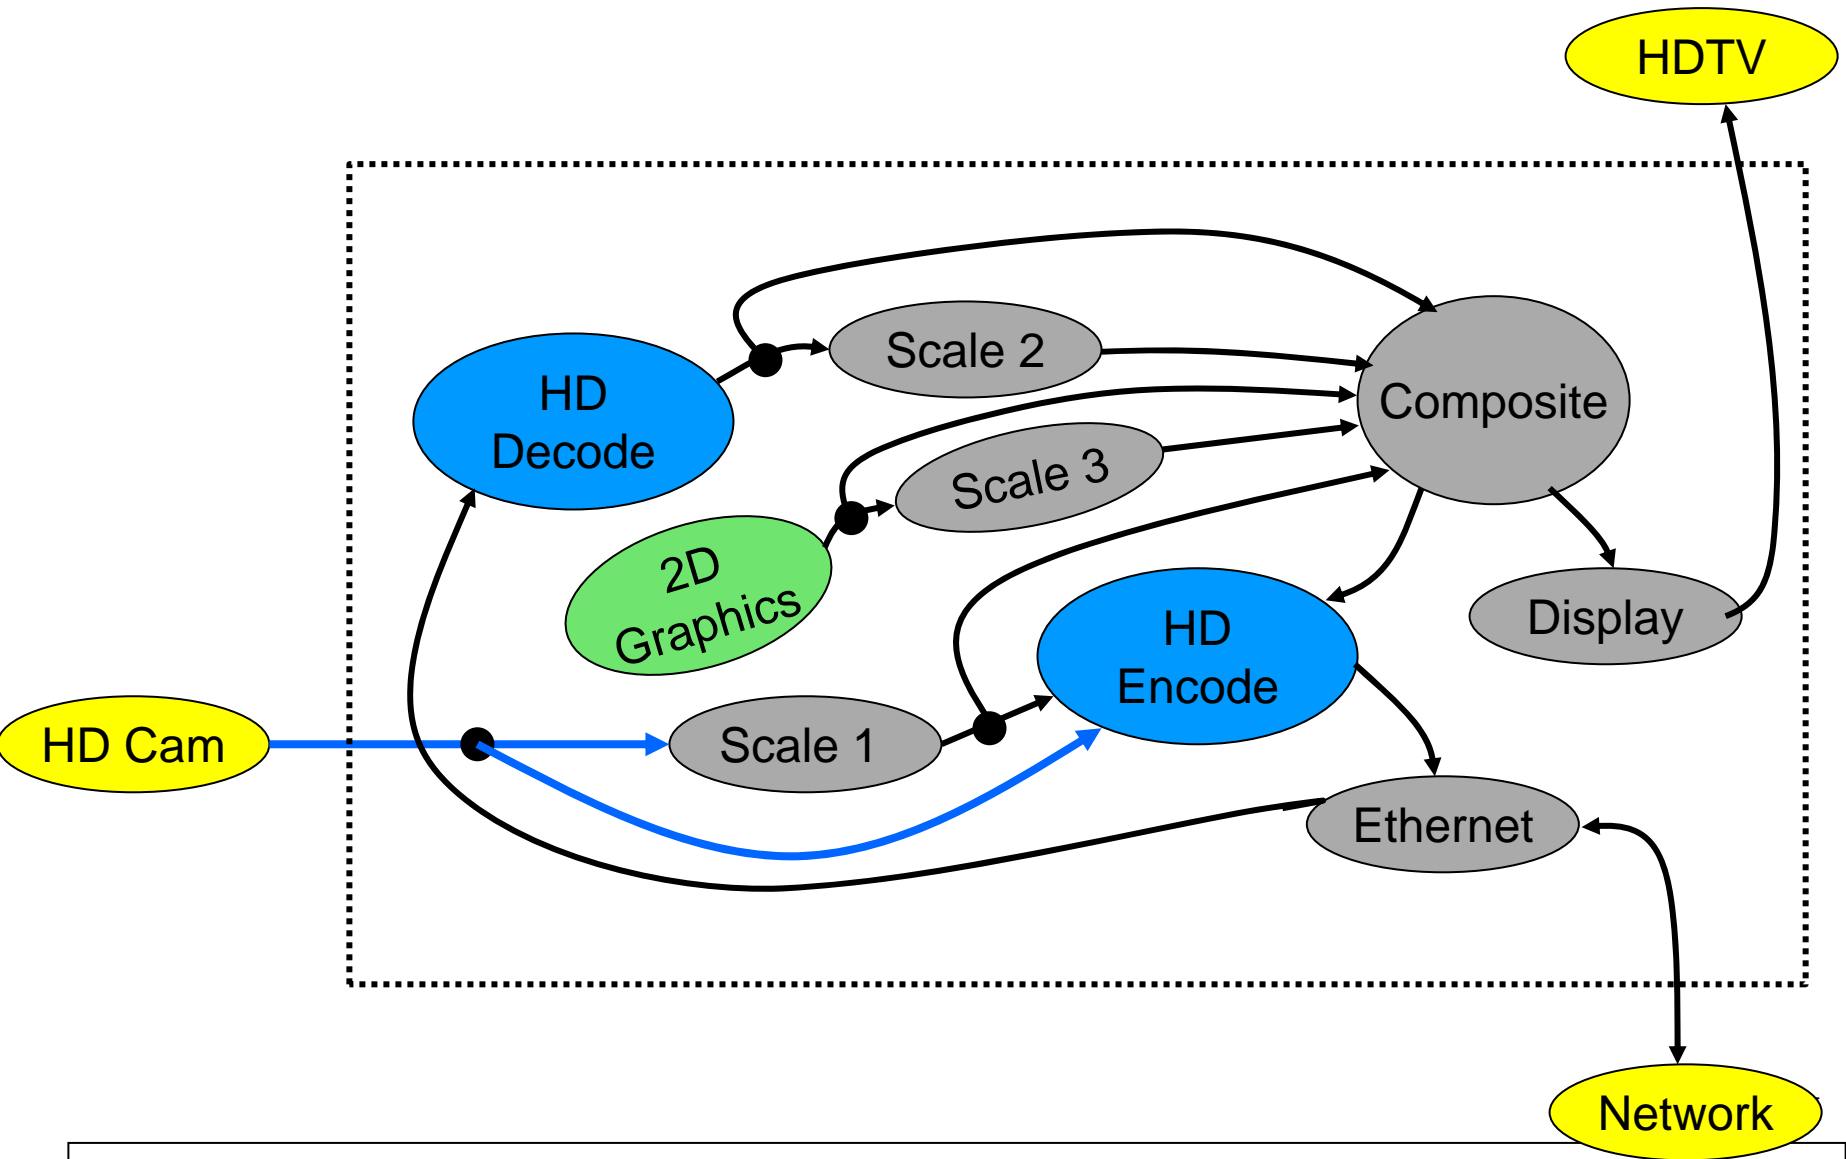 HDTV
Scale 2
HD
Decode
Composite
Scale 3
2D
Graphics
HD
Encode
Display
HD Cam
Scale 1
Ethernet
Network